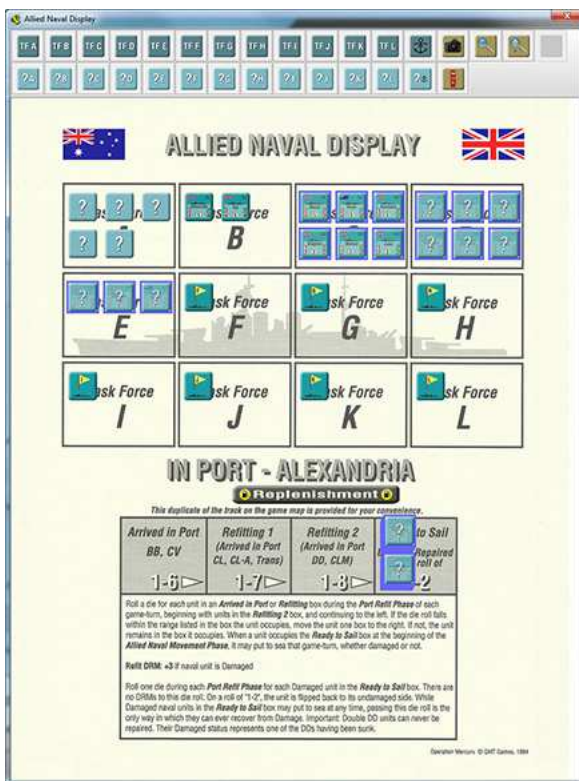 Allied Naval Display
TF A TF B TF C TF D TF E TF F TF G TF H TF I TF J TF K TF L
?A ?B ?C ?D ?E ?F ?G ?H ?I ?J ?K ?L ?
ALLIED NAVAL DISPLAY
? ? ? ? ? ? ? ?
Force
B
? ? ? ? ?
? ? ?
E
sk Force
F
sk Force
G
sk Force
H
sk Force
I
sk Force
J
sk Force
K
sk Force
L
IN PORT - ALEXANDRIA
Replenishment
This duplicate of the track on the game map is provided for your convenience.
Arrived in Port
BB, CV
1-6
Refitting 1
(Arrived in Port
CL, CL-A, Trans)
1-7
Refitting 2
(Arrived in Port
DD, CLM)
1-8
?
to Sail
Repaired
roll of
?
-2
Roll a die for each unit in an Arrived in Port or Refitting box during the Port Refit Phase of each
game-turn, beginning with units in the Refitting 2 box, and continuing to the left. If the die roll falls
within the range listed in the box the unit occupies, move the unit one box to the right. If not, the unit
remains in the box it occupies. When a unit occupies the Ready to Sail box at the beginning of the
Allied Naval Movement Phase, it may put to sea that game-turn, whether damaged or not.
Refit DRM: +3 if naval unit is Damaged
Roll one die during each Port Refit Phase for each Damaged unit in the Ready to Sail box. There are
no DRMs to this die roll. On a roll of "1-2", the unit is flipped back to its undamaged side. While
Damaged naval units in the Ready to Sail box may put to sea at any time, passing this die roll is the
only way in which they can ever recover from Damage. Important: Double DD units can never be
repaired. Their Damaged status represents one of the DDs having been sunk.
Operation Mercury. © GMT Games, 1994